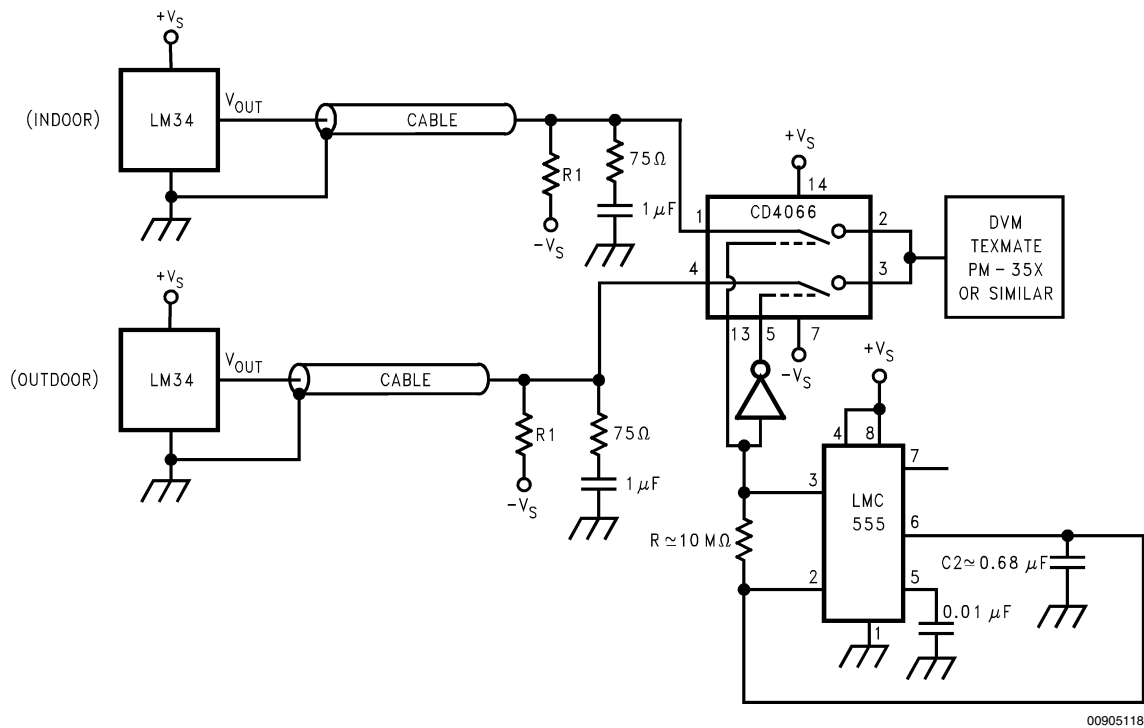 +VS
(INDOOR)
LM34
VOUT
CABLE
R1
75Ω
1 μF
-VS
+VS
14
CD4066
1
2
4
3
13
5
7
-VS
DVM
TEXMATE
PM - 35X
OR SIMILAR
+VS
(OUTDOOR)
LM34
VOUT
CABLE
R1
75Ω
1 μF
-VS
+VS
4
8
7
3
LMC
555
6
R≃10 MΩ
C2≃0.68 μF
2
5
0.01 μF
1
00905118